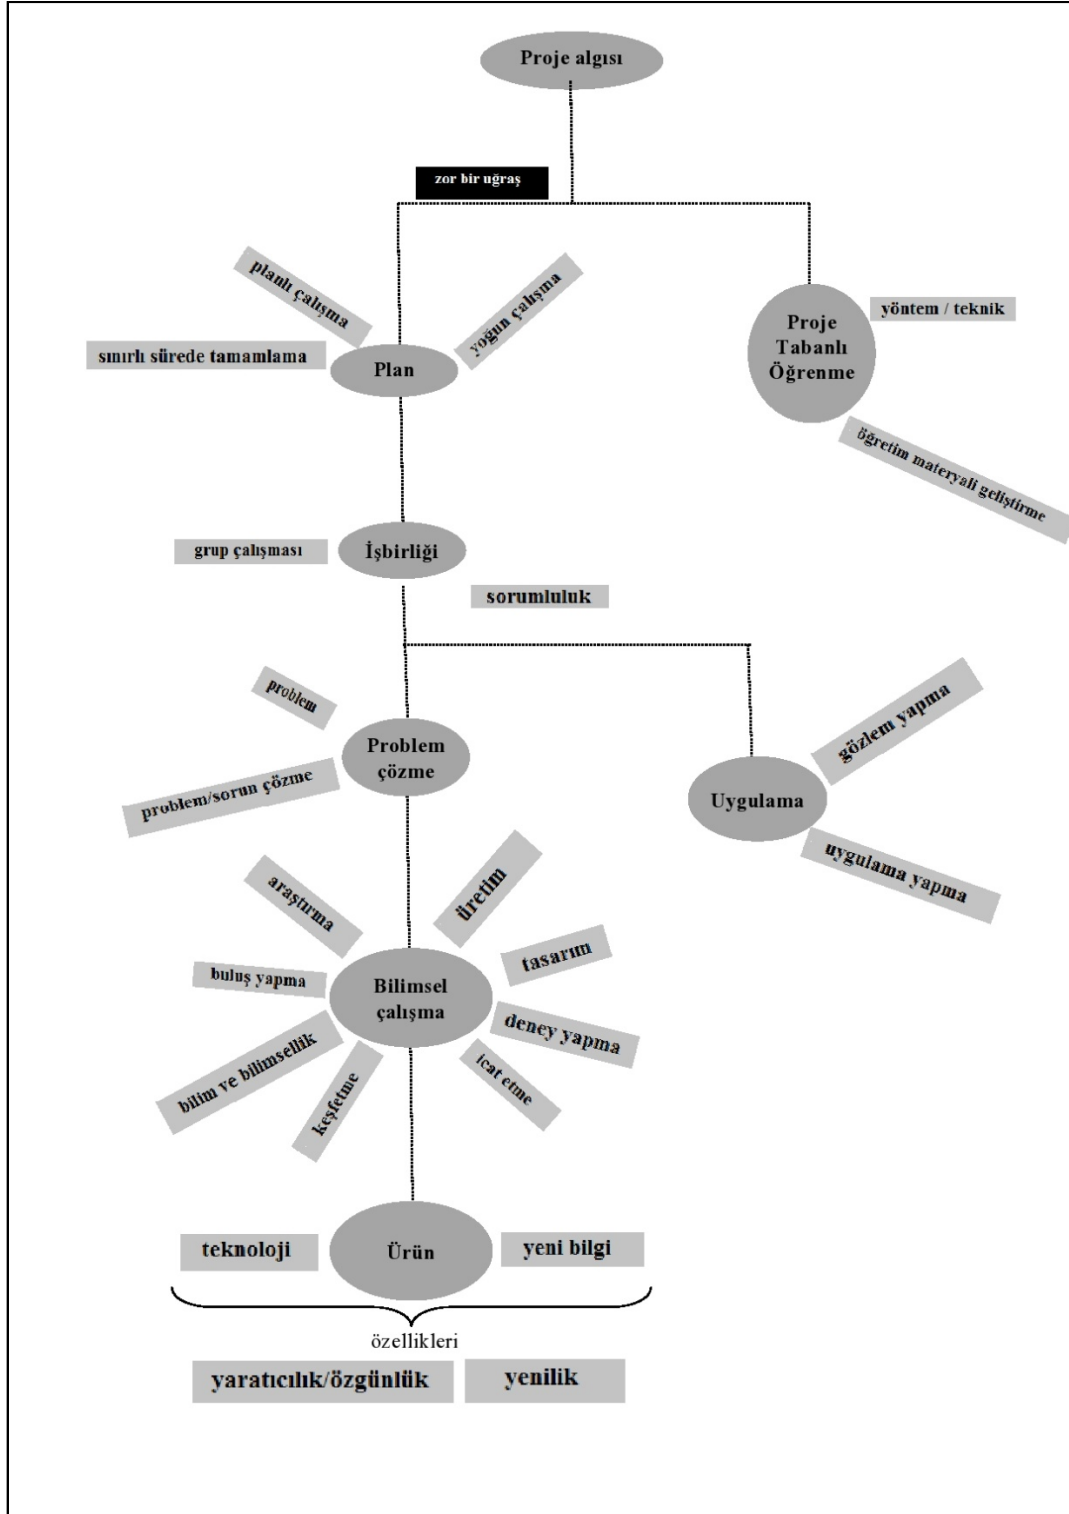 Proje algısı
zor bir uğraş
planlı çalışma
yoğun çalışma
sınırlı sürede tamamlama
Plan
Proje
Tabanlı
Öğrenme
yöntem / teknik
öğretim materyali geliştirme
grup çalışması
İşbirliği
sorumluluk
problem
Problem
çözme
problem/sorun çözme
gözlem yapma
Uygulama
uygulama yapma
araştırma
üretim
buluş yapma
tasarım
Bilimsel
çalışma
bilim ve bilimsellik
deney yapma
keşfetme
icat etme
teknoloji
Ürün
yeni bilgi
özellikleri
yaratıcılık/özgünlük
yenilik